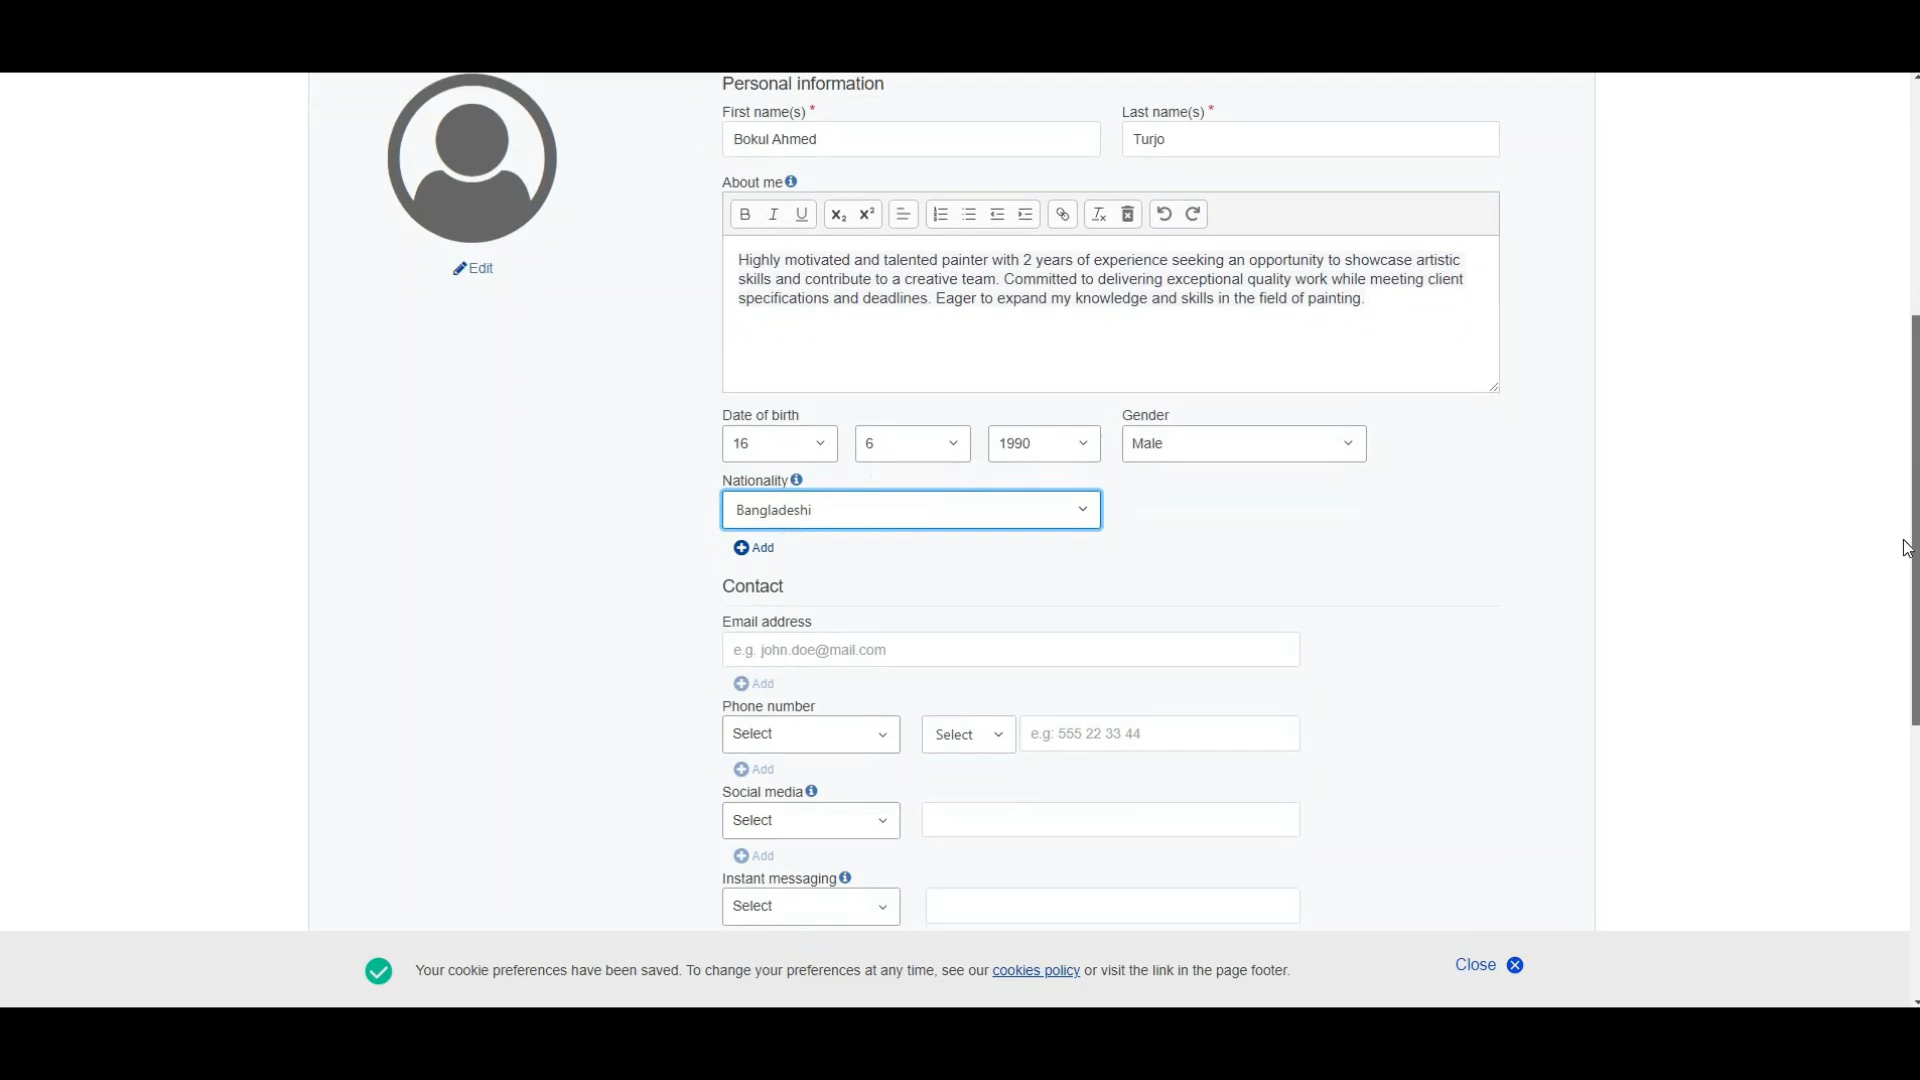 Personal information
First name(s) *
Last name(s) *
Bokul Ahmed
Turjo
About me
Highly motivated and talented painter with 2 years of experience seeking an opportunity to showcase artistic
skills and contribute to a creative team. Committed to delivering exceptional quality work while meeting client
specifications and deadlines. Eager to expand my knowledge and skills in the field of painting.
Edit
Date of birth
Gender
16
6
1990
Male
Nationality
Bangladeshi
Add
Contact
Email address
e.g. john.doe@mail.com
Add
Phone number
Select
Select
e.g: 555 22 33 44
Add
Social media
Select
Add
Instant messaging
Select
Your cookie preferences have been saved. To change your preferences at any time, see our cookies policy or visit the link in the page footer.
Close